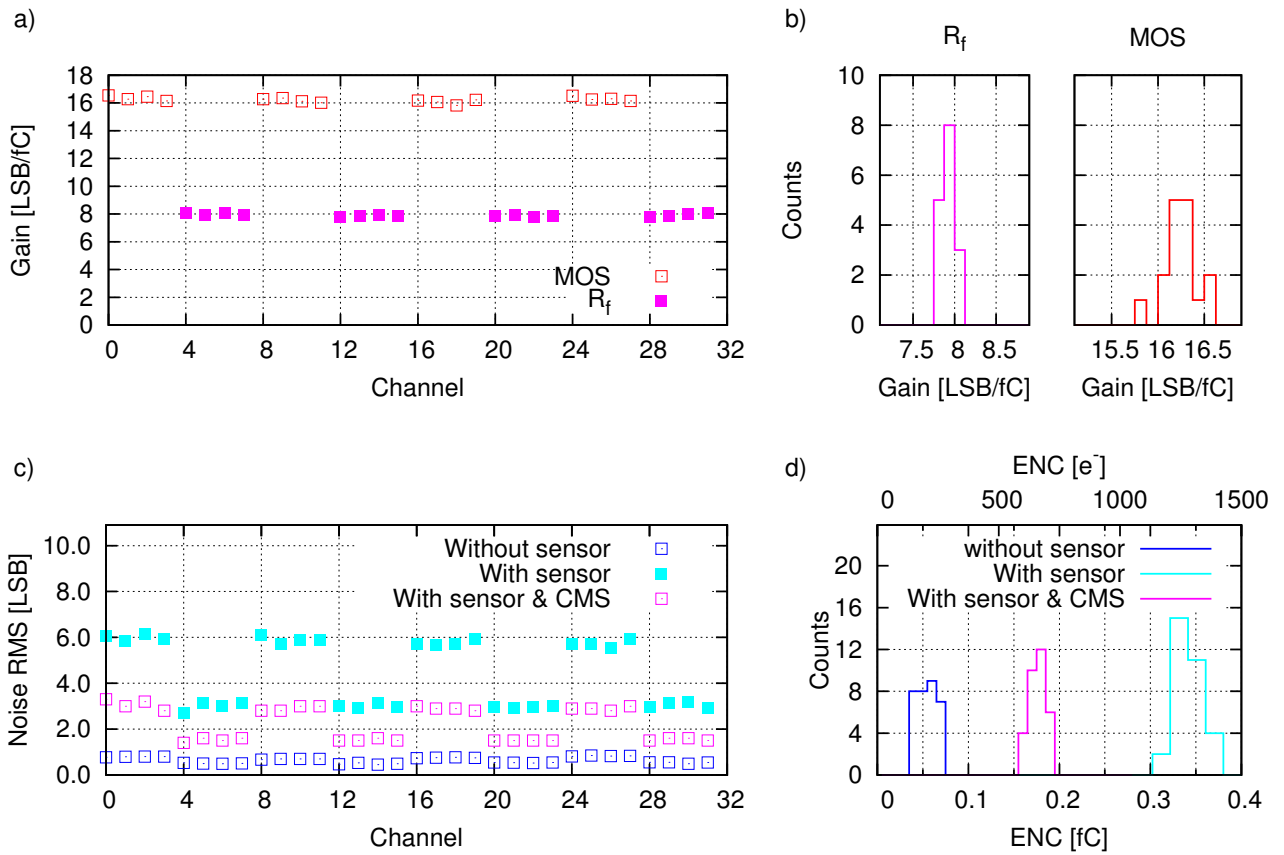 a)
Gain [LSB/fC]
18
16
14
12
10
8
6
4
2
0
MOS
R_f
0 4 8 12 16 20 24 28 32
Channel
b)
R_f MOS
Counts
10
8
6
4
2
0
7.5 8 8.5 15.5 16 16.5
Gain [LSB/fC] Gain [LSB/fC]
c)
Noise RMS [LSB]
10.0
8.0
6.0
4.0
2.0
0.0
Without sensor
With sensor
With sensor & CMS
0 4 8 12 16 20 24 28 32
Channel
d)
ENC [e⁻]
0 500 1000 1500
Counts
20
16
12
8
4
0
without sensor
With sensor
With sensor & CMS
0 0.1 0.2 0.3 0.4
ENC [fC]